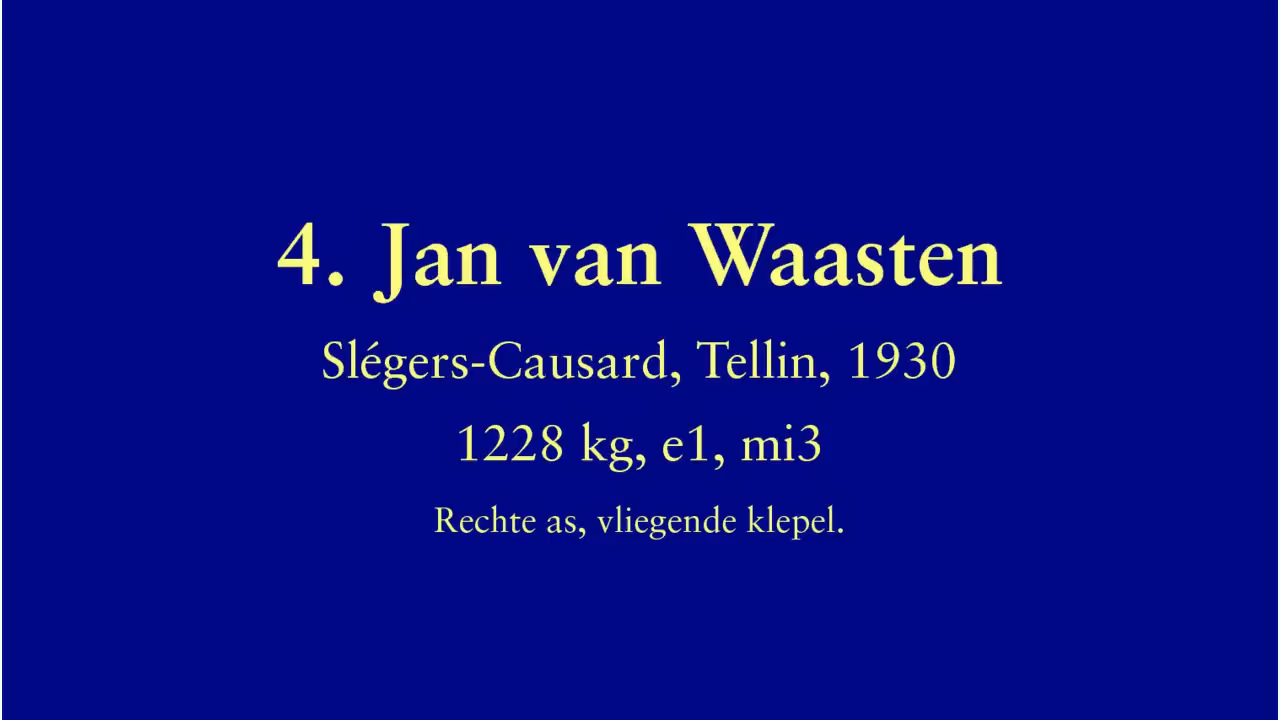 4. Jan van Waasten
Slégers-Causard, Tellin, 1930
1228 kg, e1, mi3
Rechte as, vliegende klepel.